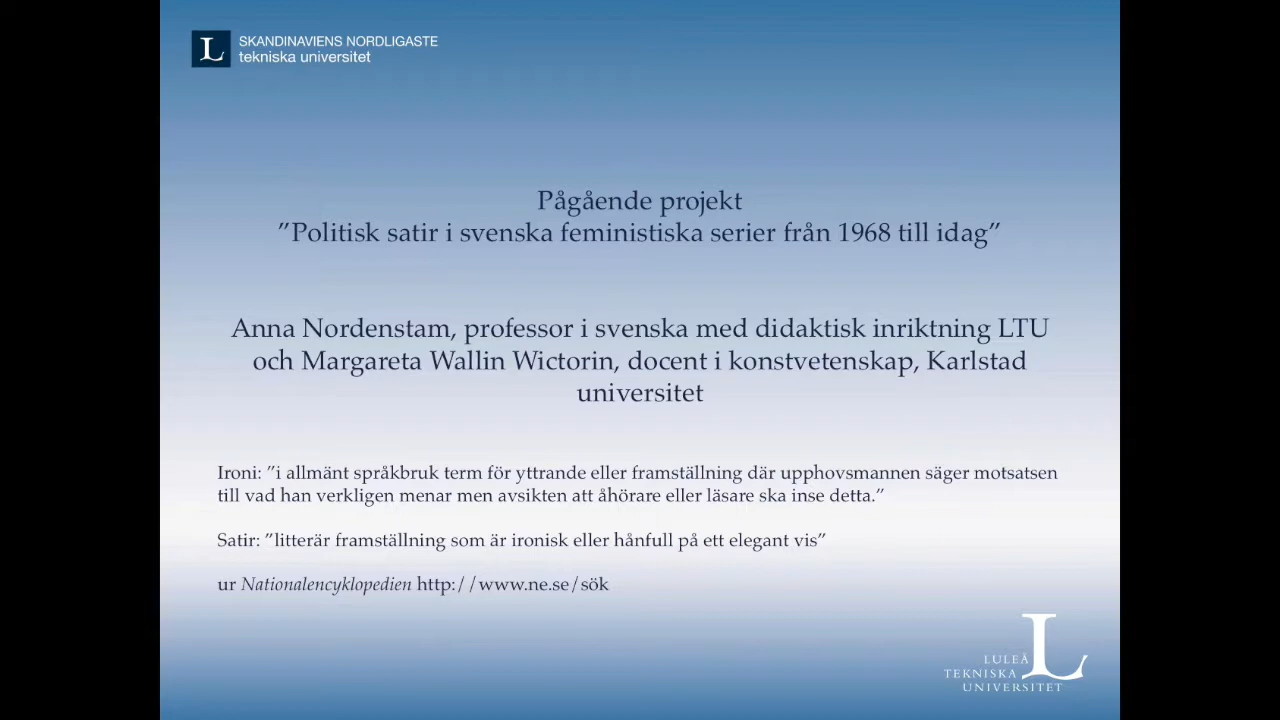 L SKANDINAVIENS NORDLIGASTE
tekniska universitet
Pågående projekt
”Politisk satir i svenska feministiska serier från 1968 till idag”
Anna Nordenstam, professor i svenska med didaktisk inriktning LTU
och Margareta Wallin Wictorin, docent i konstvetenskap, Karlstad
universitet
Ironi: ”i allmänt språkbruk term för yttrande eller framställning där upphovsmannen säger motsatsen
till vad han verkligen menar men avsikten att åhörare eller läsare ska inse detta.”
Satir: ”litterär framställning som är ironisk eller hånfull på ett elegant vis”
ur Nationalencyklopedien http://www.ne.se/sök
L
LULEÅ
TEKNISKA
UNIVERSITET